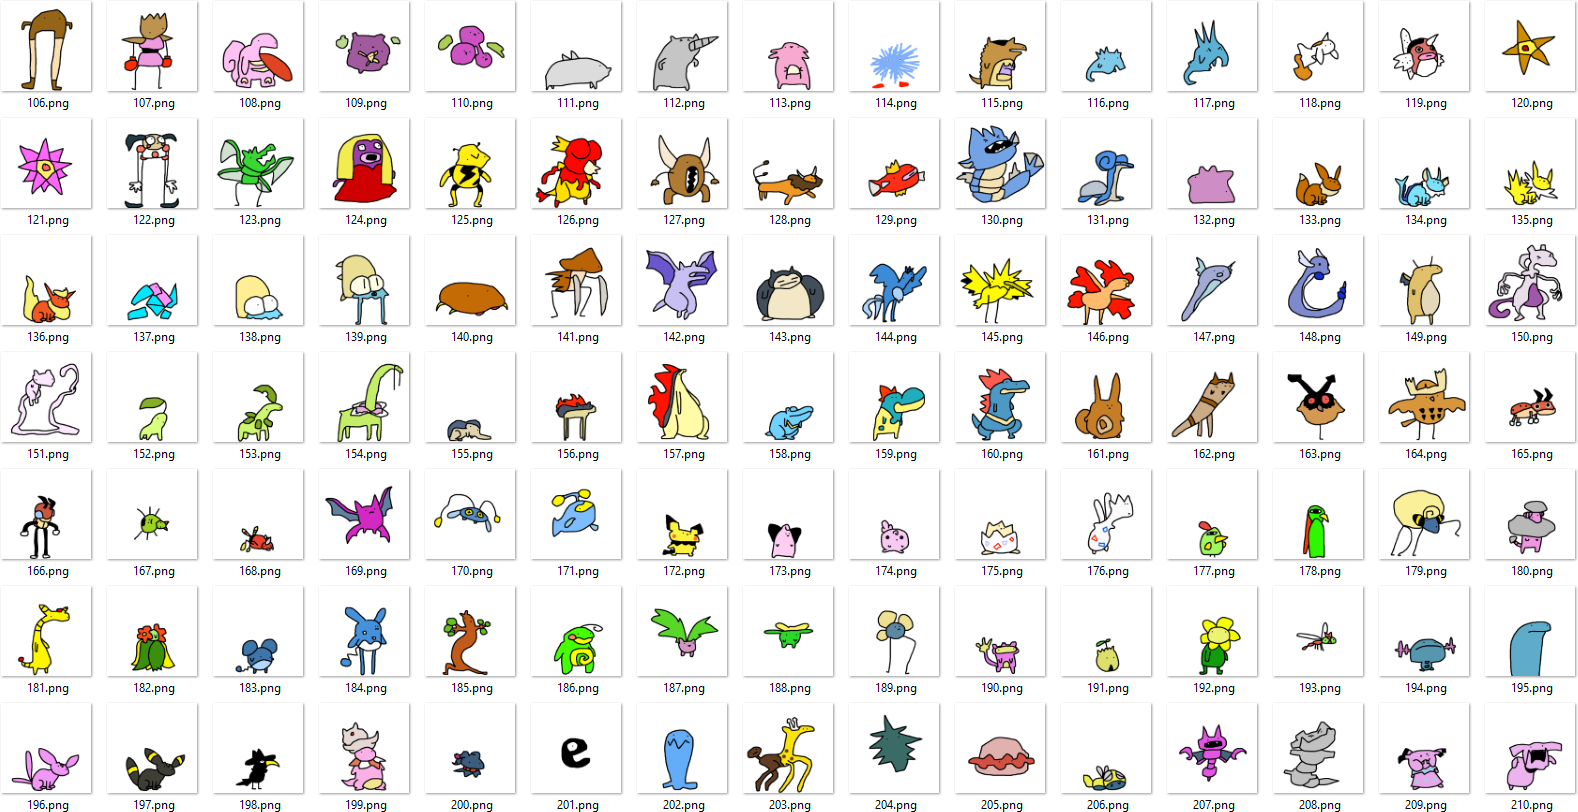 106.png 107.png 108.png 109.png 110.png 111.png 112.png 113.png 114.png 115.png 116.png 117.png 118.png 119.png 120.png
121.png 122.png 123.png 124.png 125.png 126.png 127.png 128.png 129.png 130.png 131.png 132.png 133.png 134.png 135.png
136.png 137.png 138.png 139.png 140.png 141.png 142.png 143.png 144.png 145.png 146.png 147.png 148.png 149.png 150.png
151.png 152.png 153.png 154.png 155.png 156.png 157.png 158.png 159.png 160.png 161.png 162.png 163.png 164.png 165.png
166.png 167.png 168.png 169.png 170.png 171.png 172.png 173.png 174.png 175.png 176.png 177.png 178.png 179.png 180.png
181.png 182.png 183.png 184.png 185.png 186.png 187.png 188.png 189.png 190.png 191.png 192.png 193.png 194.png 195.png
e
196.png 197.png 198.png 199.png 200.png 201.png 202.png 203.png 204.png 205.png 206.png 207.png 208.png 209.png 210.png